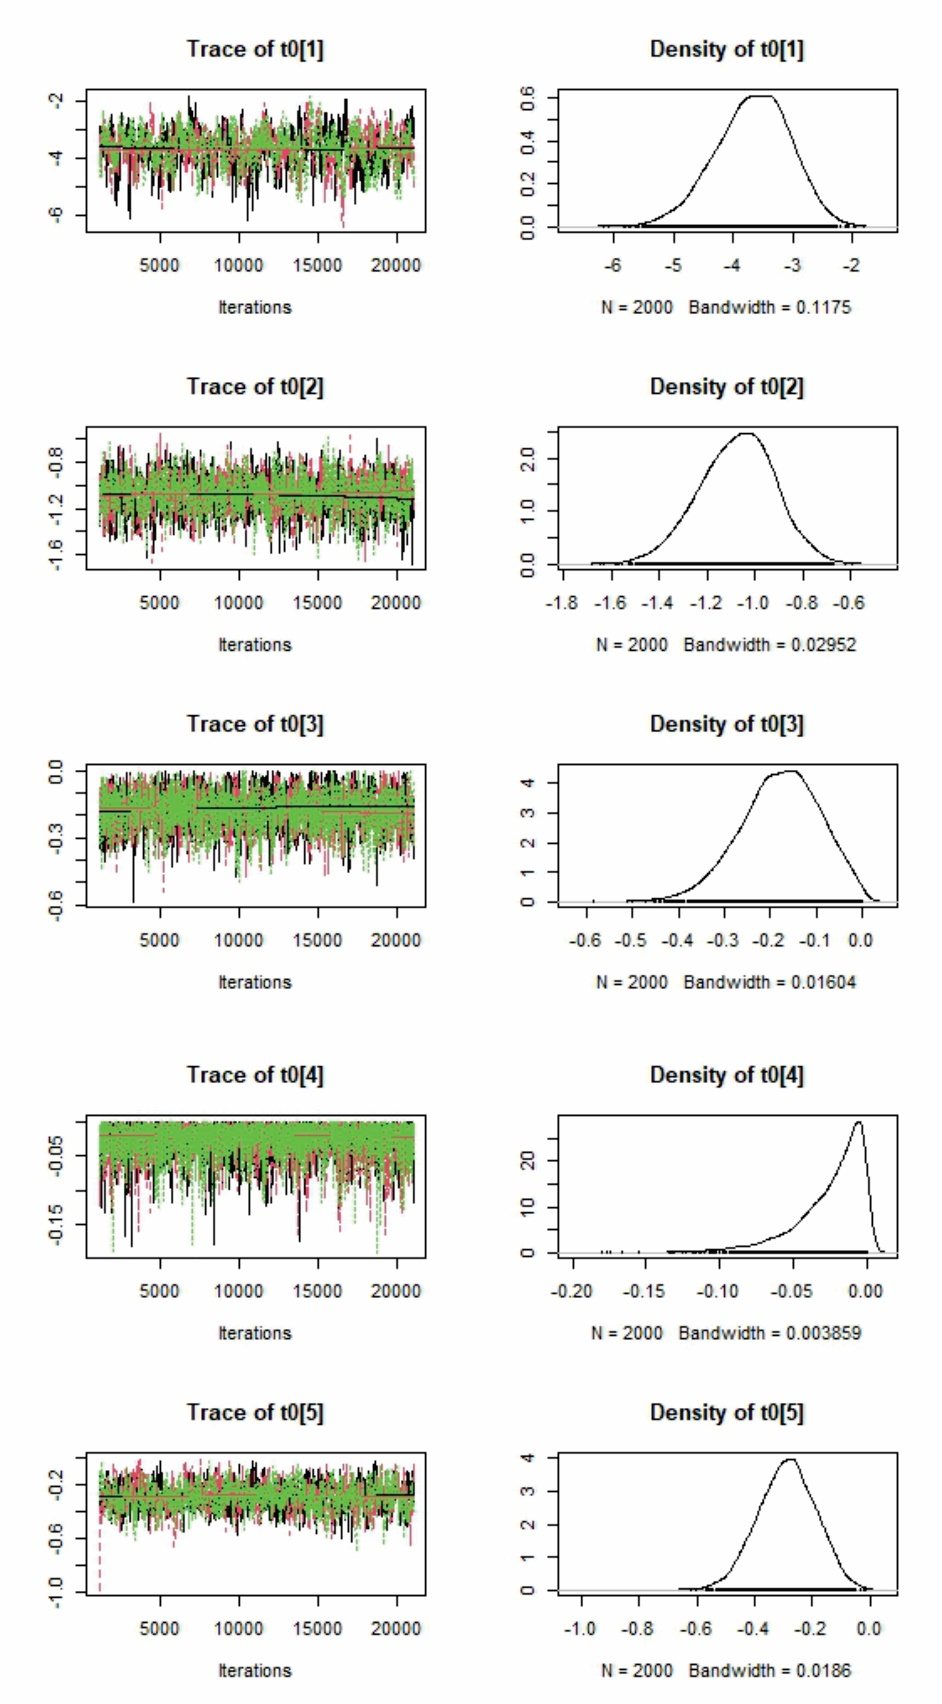 Trace of t0[1]
-2
-4
-6
5000 10000 15000 20000
Iterations
Density of t0[1]
0.6
0.4
0.2
0.0
-6 -5 -4 -3 -2
N = 2000 Bandwidth = 0.1175
Trace of t0[2]
-0.8
-1.2
-1.6
5000 10000 15000 20000
Iterations
Density of t0[2]
2.0
1.0
0.0
-1.8 -1.6 -1.4 -1.2 -1.0 -0.8 -0.6
N = 2000 Bandwidth = 0.02952
Trace of t0[3]
0.0
-0.3
-0.6
5000 10000 15000 20000
Iterations
Density of t0[3]
4
3
2
1
0
-0.6 -0.5 -0.4 -0.3 -0.2 -0.1 0.0
N = 2000 Bandwidth = 0.01604
Trace of t0[4]
-0.05
-0.15
5000 10000 15000 20000
Iterations
Density of t0[4]
20
10
0
-0.20 -0.15 -0.10 -0.05 0.00
N = 2000 Bandwidth = 0.003859
Trace of t0[5]
-0.2
-0.6
-1.0
5000 10000 15000 20000
Iterations
Density of t0[5]
4
3
2
1
0
-1.0 -0.8 -0.6 -0.4 -0.2 0.0
N = 2000 Bandwidth = 0.0186